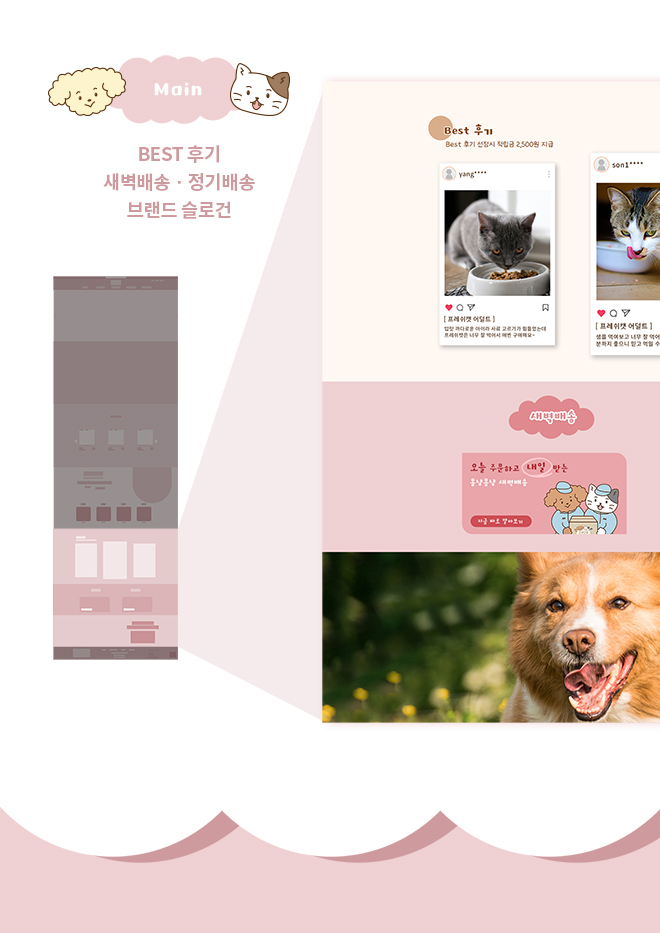 Main
BEST 후기
새벽배송 · 정기배송
브랜드 슬로건
Best 후기
Best 후기 선정시 적립금 2,500원 지급
yang****
[ 프레쉬캣 어덜트 ]
입맛 까다로운 아이라 사료 고르기가 힘들었는데
프레쉬캣은 너무 잘 먹어서 매번 구매해요~
son1****
[ 프레쉬캣 어덜트 ]
샘플 먹여보고 너무 잘 먹어
분까지 좋으니 믿고 먹일 수
새벽배송
오늘 주문하고 내일 받는
퐁냥퐁냥 새벽배송
지금 바로 알아보기